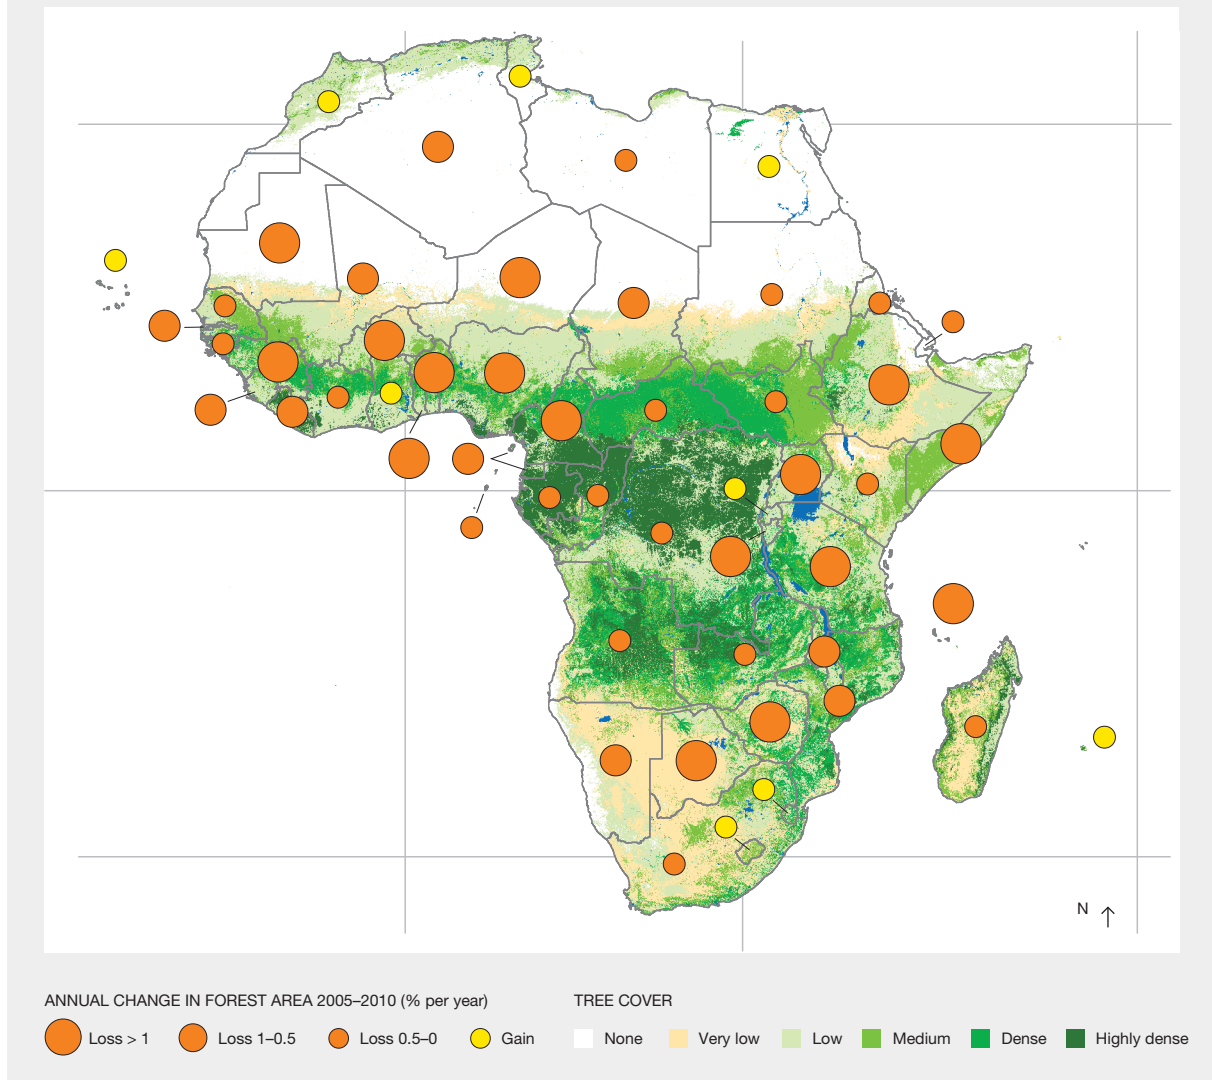 N
ANNUAL CHANGE IN FOREST AREA 2005–2010 (% per year)
Loss > 1
Loss 1–0.5
Loss 0.5–0
Gain
TREE COVER
None
Very low
Low
Medium
Dense
Highly dense